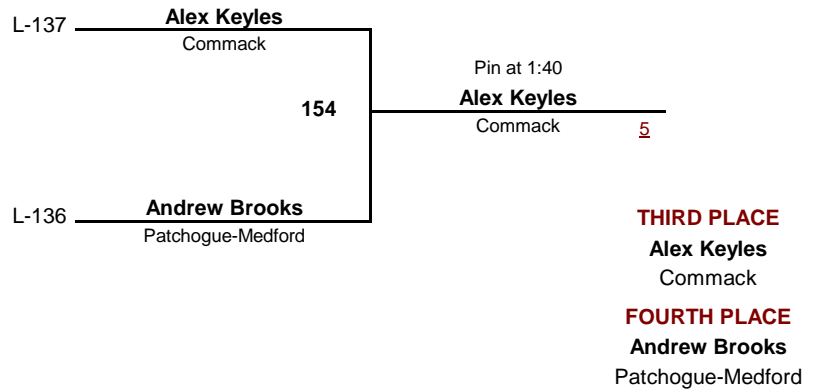 L-137
Alex Keyles
Commack
154
Pin at 1:40
Alex Keyles
Commack
5
L-136
Andrew Brooks
Patchogue-Medford
THIRD PLACE
Alex Keyles
Commack
FOURTH PLACE
Andrew Brooks
Patchogue-Medford